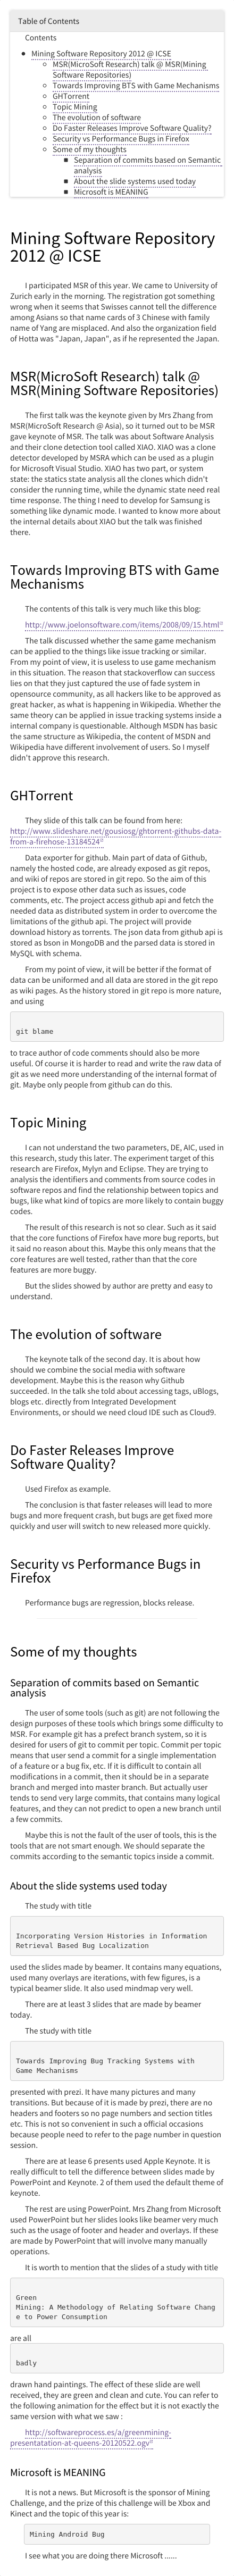 Table of Contents
Contents
Mining Software Repository 2012 @ ICSE
MSR(MicroSoft Research) talk @ MSR(Mining
Software Repositories)
Towards Improving BTS with Game Mechanisms
GHTorrent
Topic Mining
The evolution of software
Do Faster Releases Improve Software Quality?
Security vs Performance Bugs in Firefox
Some of my thoughts
Separation of commits based on Semantic
analysis
About the slide systems used today
Microsoft is MEANING
Mining Software Repository
2012 @ ICSE
I participated MSR of this year. We came to University of
Zurich early in the morning. The registration got something
wrong when it seems that Swisses cannot tell the difference
among Asians so that name cards of 3 Chinese with family
name of Yang are misplaced. And also the organization field
of Hotta was "Japan, Japan", as if he represented the Japan.
MSR(MicroSoft Research) talk @
MSR(Mining Software Repositories)
The first talk was the keynote given by Mrs Zhang from
MSR(MicroSoft Research @ Asia), so it turned out to be MSR
gave keynote of MSR. The talk was about Software Analysis
and their clone detection tool called XIAO. XIAO was a clone
detector developed by MSRA which can be used as a plugin
for Microsoft Visual Studio. XIAO has two part, or system
state: the statics state analysis all the clones which didn't
consider the running time, while the dynamic state need real
time response. The thing I need to develop for Samsung is
something like dynamic mode. I wanted to know more about
the internal details about XIAO but the talk was finished
there.
Towards Improving BTS with Game
Mechanisms
The contents of this talk is very much like this blog:
http://www.joelonsoftware.com/items/2008/09/15.html
The talk discussed whether the same game mechanism
can be applied to the things like issue tracking or similar.
From my point of view, it is useless to use game mechanism
in this situation. The reason that stackoverflow can success
lies on that they just captured the use of fade system in
opensource community, as all hackers like to be approved as
great hacker, as what is happening in Wikipedia. Whether the
same theory can be applied in issue tracking systems inside a
internal company is questionable. Although MSDN has basic
the same structure as Wikipedia, the content of MSDN and
Wikipedia have different involvement of users. So I myself
didn't approve this research.
GHTorrent
They slide of this talk can be found from here:
http://www.slideshare.net/gousiosg/ghtorrent-githubs-data-
from-a-firehose-13184524
Data exporter for github. Main part of data of Github,
namely the hosted code, are already exposed as git repos,
and wiki of repos are stored in git repo. So the aim of this
project is to expose other data such as issues, code
comments, etc. The project access github api and fetch the
needed data as distributed system in order to overcome the
limitations of the github api. The project will provide
download history as torrents. The json data from github api is
stored as bson in MongoDB and the parsed data is stored in
MySQL with schema.
From my point of view, it will be better if the format of
data can be uniformed and all data are stored in the git repo
as wiki pages. As the history stored in git repo is more nature,
and using
git blame
to trace author of code comments should also be more
useful. Of course it is harder to read and write the raw data of
git as we need more understanding of the internal format of
git. Maybe only people from github can do this.
Topic Mining
I can not understand the two parameters, DE, AIC, used in
this research, study this later. The experiment target of this
research are Firefox, Mylyn and Eclipse. They are trying to
analysis the identifiers and comments from source codes in
software repos and find the relationship between topics and
bugs, like what kind of topics are more likely to contain buggy
codes.
The result of this research is not so clear. Such as it said
that the core functions of Firefox have more bug reports, but
it said no reason about this. Maybe this only means that the
core features are well tested, rather than that the core
features are more buggy.
But the slides showed by author are pretty and easy to
understand.
The evolution of software
The keynote talk of the second day. It is about how
should we combine the social media with software
development. Maybe this is the reason why Github
succeeded. In the talk she told about accessing tags, uBlogs,
blogs etc. directly from Integrated Development
Environments, or should we need cloud IDE such as Cloud9.
Do Faster Releases Improve
Software Quality?
Used Firefox as example.
The conclusion is that faster releases will lead to more
bugs and more frequent crash, but bugs are get fixed more
quickly and user will switch to new released more quickly.
Security vs Performance Bugs in
Firefox
Performance bugs are regression, blocks release.
Some of my thoughts
Separation of commits based on Semantic
analysis
The user of some tools (such as git) are not following the
design purposes of these tools which brings some difficulty to
MSR. For example git has a prefect branch system, so it is
desired for users of git to commit per topic. Commit per topic
means that user send a commit for a single implementation
of a feature or a bug fix, etc. If it is difficult to contain all
modifications in a commit, then it should be in a separate
branch and merged into master branch. But actually user
tends to send very large commits, that contains many logical
features, and they can not predict to open a new branch until
a few commits.
Maybe this is not the fault of the user of tools, this is the
tools that are not smart enough. We should separate the
commits according to the semantic topics inside a commit.
About the slide systems used today
The study with title
Incorporating Version Histories in Information
Retrieval Based Bug Localization
used the slides made by beamer. It contains many equations,
used many overlays are iterations, with few figures, is a
typical beamer slide. It also used mindmap very well.
There are at least 3 slides that are made by beamer
today.
The study with title
Towards Improving Bug Tracking Systems with
Game Mechanisms
presented with prezi. It have many pictures and many
transitions. But because of it is made by prezi, there are no
headers and footers so no page numbers and section titles
etc. This is not so convenient in such a official occasions
because people need to refer to the page number in question
session.
There are at lease 6 presents used Apple Keynote. It is
really difficult to tell the difference between slides made by
PowerPoint and Keynote. 2 of them used the default theme of
keynote.
The rest are using PowerPoint. Mrs Zhang from Microsoft
used PowerPoint but her slides looks like beamer very much
such as the usage of footer and header and overlays. If these
are made by PowerPoint that will involve many manually
operations.
It is worth to mention that the slides of a study with title
Green
Mining: A Methodology of Relating Software Chang
e to Power Consumption
are all
badly
drawn hand paintings. The effect of these slide are well
received, they are green and clean and cute. You can refer to
the following animation for the effect but it is not exactly the
same version with what we saw :
http://softwareprocess.es/a/greenmining-
presentatation-at-queens-20120522.ogv
Microsoft is MEANING
It is not a news. But Microsoft is the sponsor of Mining
Challenge, and the prize of this challenge will be Xbox and
Kinect and the topic of this year is:
Mining Android Bug
I see what you are doing there Microsoft ......